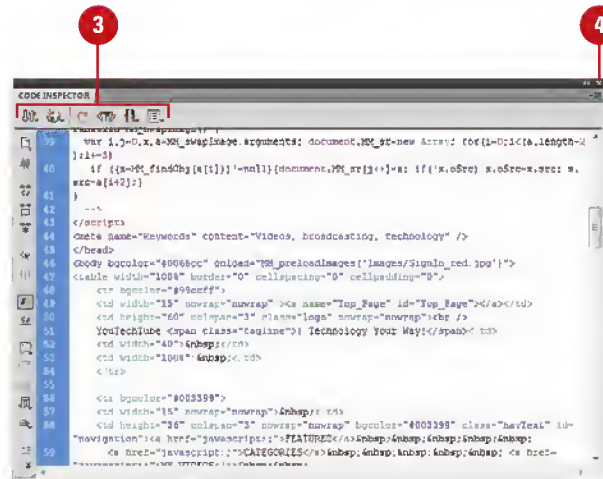 3
4
CODE INSPECTOR
39 var i,j=0,x,a=MM_swapImage.arguments; document.MM_sr=new Array; for(i=0;i<(a.length-2
);i+=3)
40 if ((x=MM_findObj(a[i]))!=null){document.MM_sr[j++]=x; if(!x.oSrc) x.oSrc=x.src; x.
src=a[i+2];}
41 }
42 -->
43 </script>
44 <meta name="Keywords" content="Videos, broadcasting, technology" />
45 </head>
46 <body bgcolor="#0066cc" onload="MM_preloadImages('Images/SignIn_red.jpg')">
47 <table width="100%" border="0" cellspacing="0" cellpadding="0">
48 <tr bgcolor="#99ccff">
49 <td width="15" nowrap="nowrap" ><a name="Top_Page" id="Top_Page"></a></td>
50 <td height="60" colspan="3" class="logo" nowrap="nowrap"><br />
51 YouTechTube <span class="tagline">| Technology Your Way!</span></td>
52 <td width="40">&nbsp;</td>
53 <td width="100%">&nbsp;</td>
54 </tr>
55
56 <tr bgcolor="#003399">
57 <td width="15" nowrap="nowrap">&nbsp;</td>
58 <td height="36" colspan="3" nowrap="nowrap" bgcolor="#003399" class="navText" id=
"navigation"><a href="javascript:;">FEATURED</a>&nbsp;&nbsp;&nbsp;&nbsp;&nbsp;
59 <a href="javascript:;">CATEGORIES</a>&nbsp;&nbsp;&nbsp;&nbsp;&nbsp; <a href=